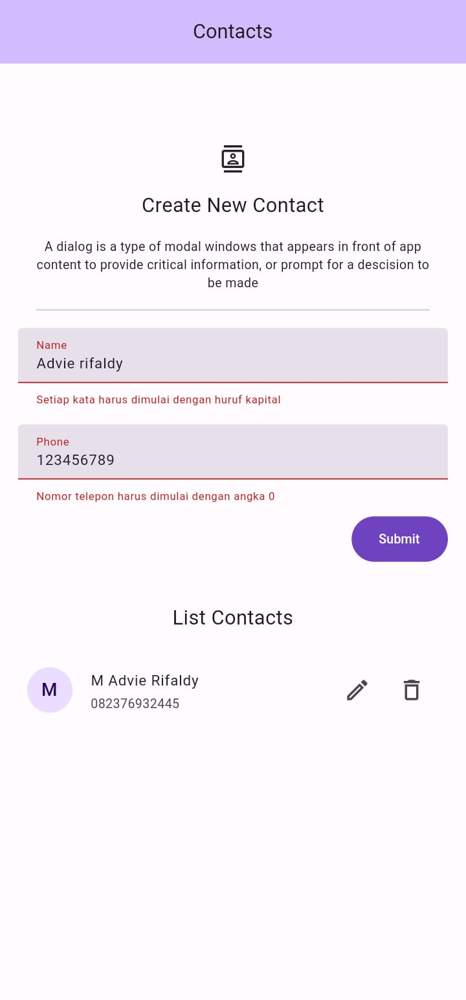 Contacts
Create New Contact
A dialog is a type of modal windows that appears in front of app
content to provide critical information, or prompt for a descision to
be made
Name
Advie rifaldy
Setiap kata harus dimulai dengan huruf kapital
Phone
123456789
Nomor telepon harus dimulai dengan angka 0
Submit
List Contacts
M
M Advie Rifaldy
082376932445